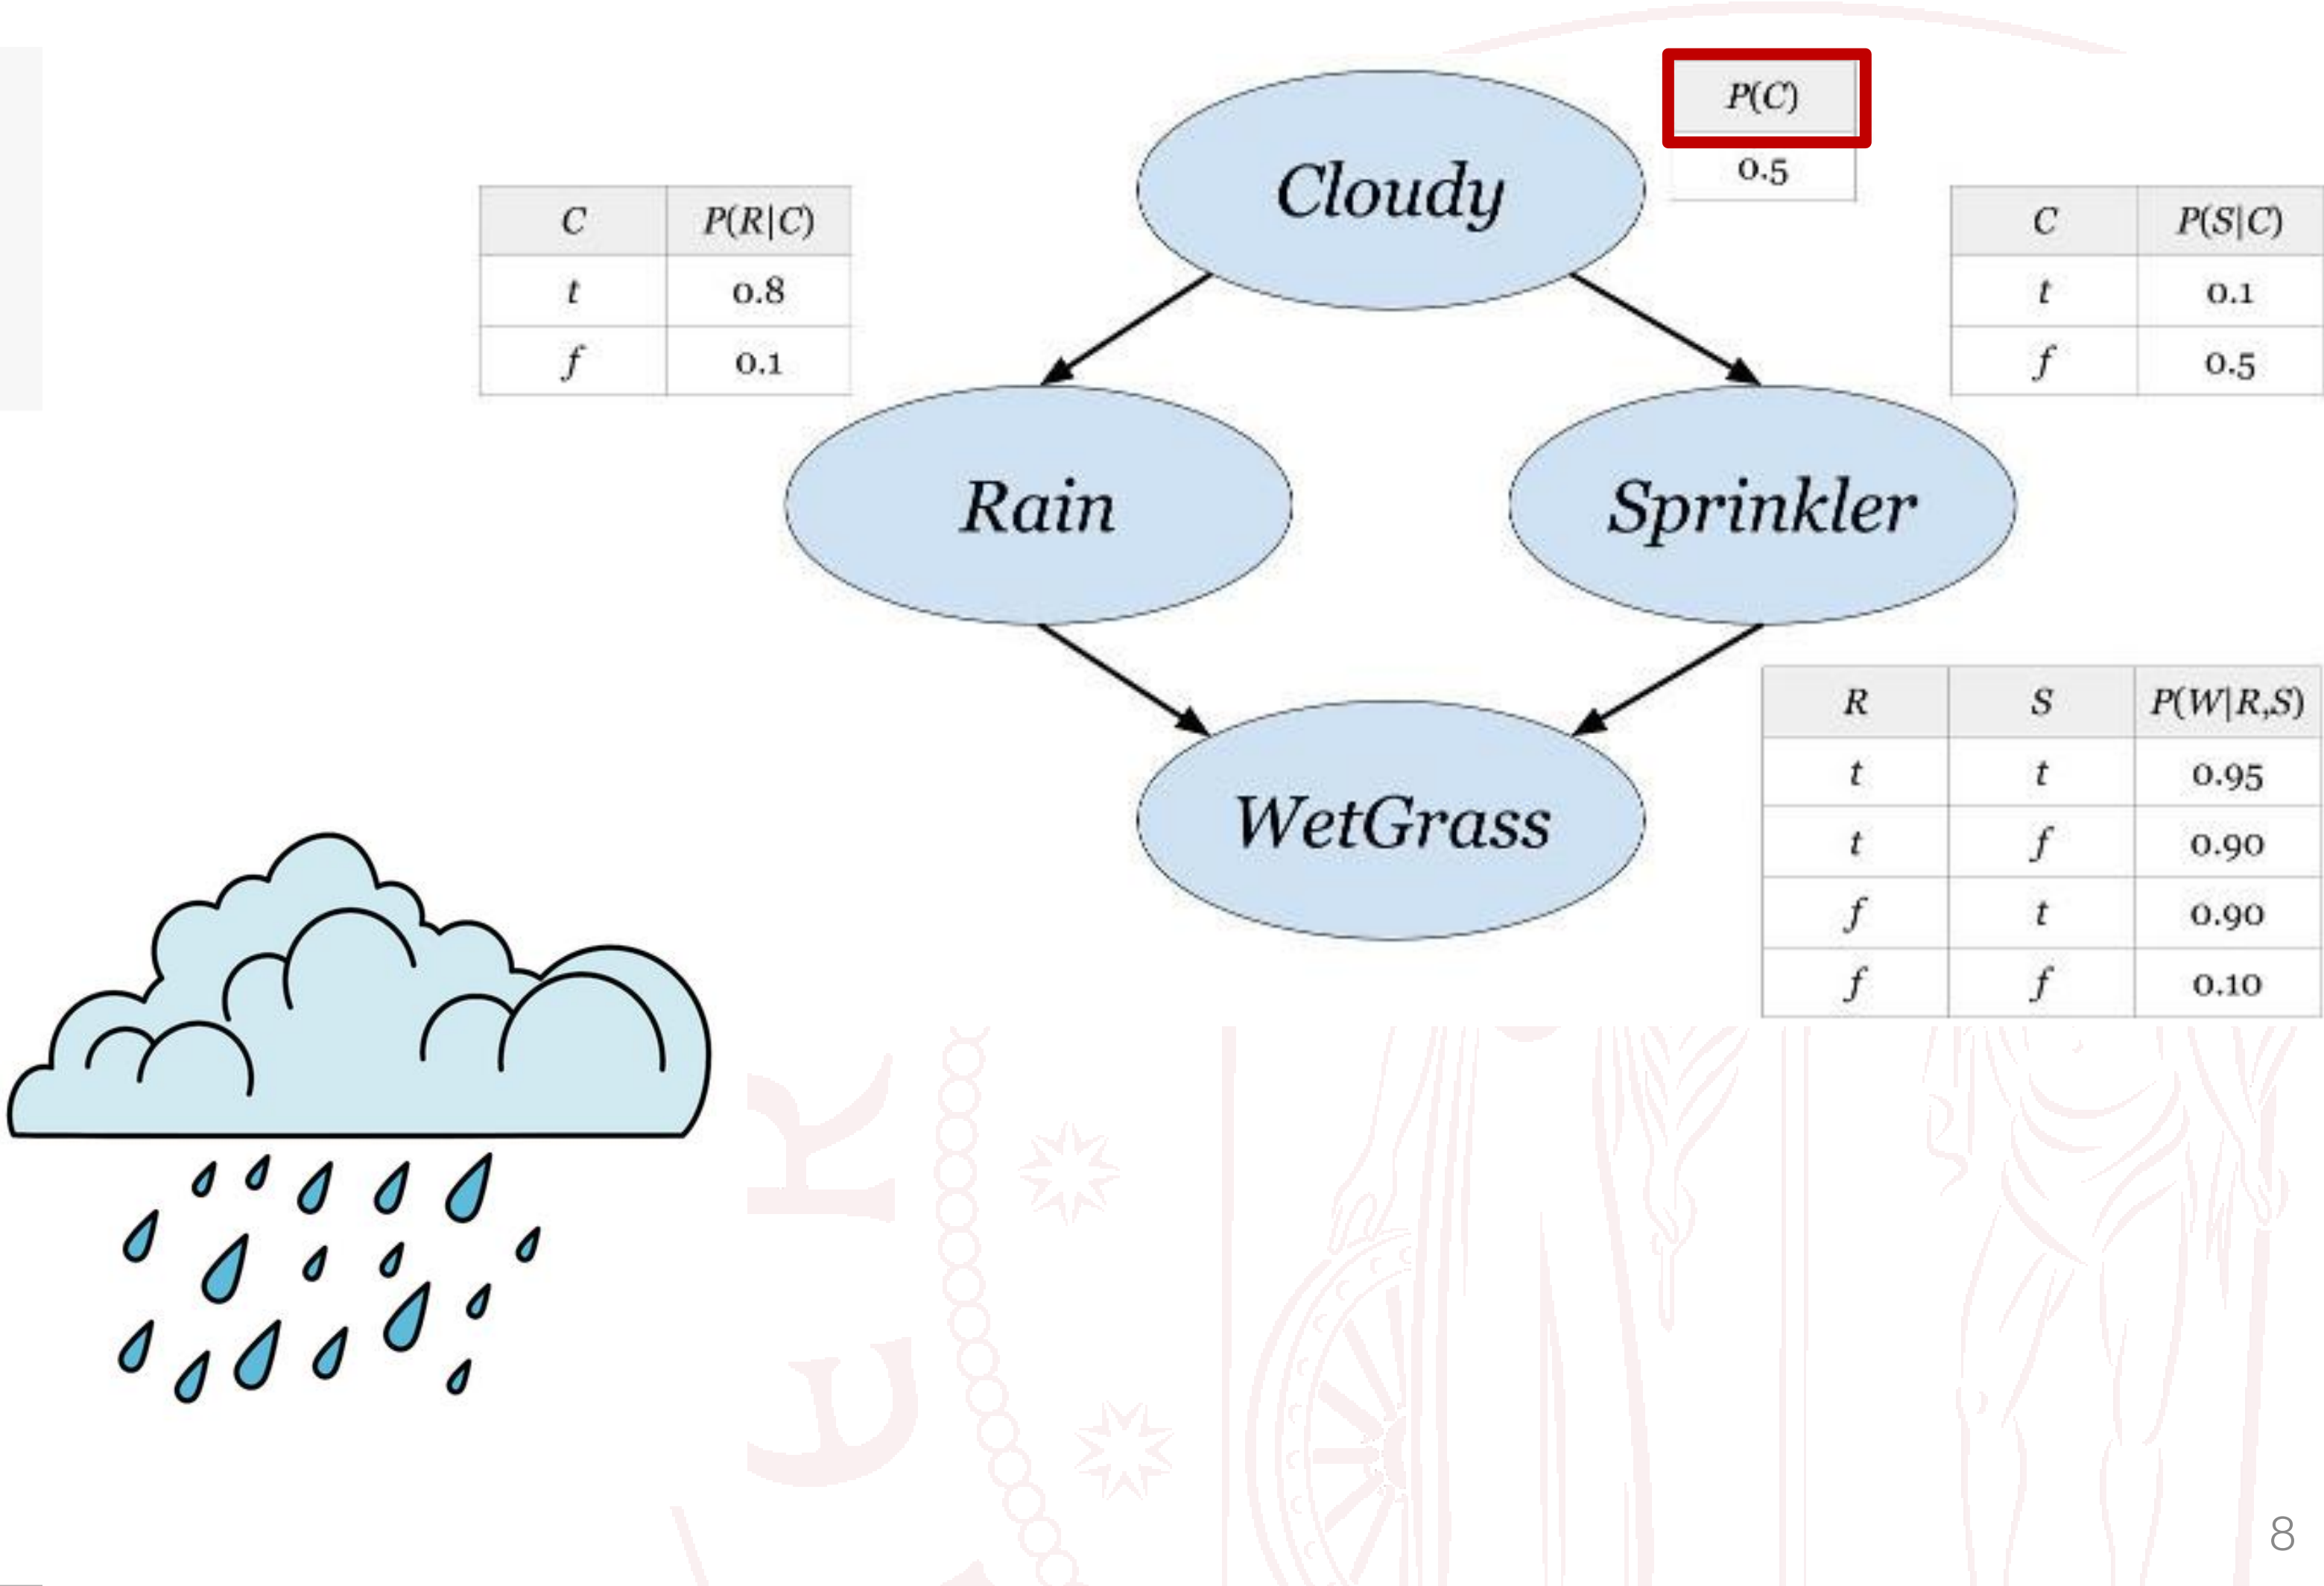 P(C)
0.5
Cloudy
C P(R|C)
t 0.8
f 0.1
C P(S|C)
t 0.1
f 0.5
Rain
Sprinkler
WetGrass
R S P(W|R,S)
t t 0.95
t f 0.90
f t 0.90
f f 0.10
R
E
8